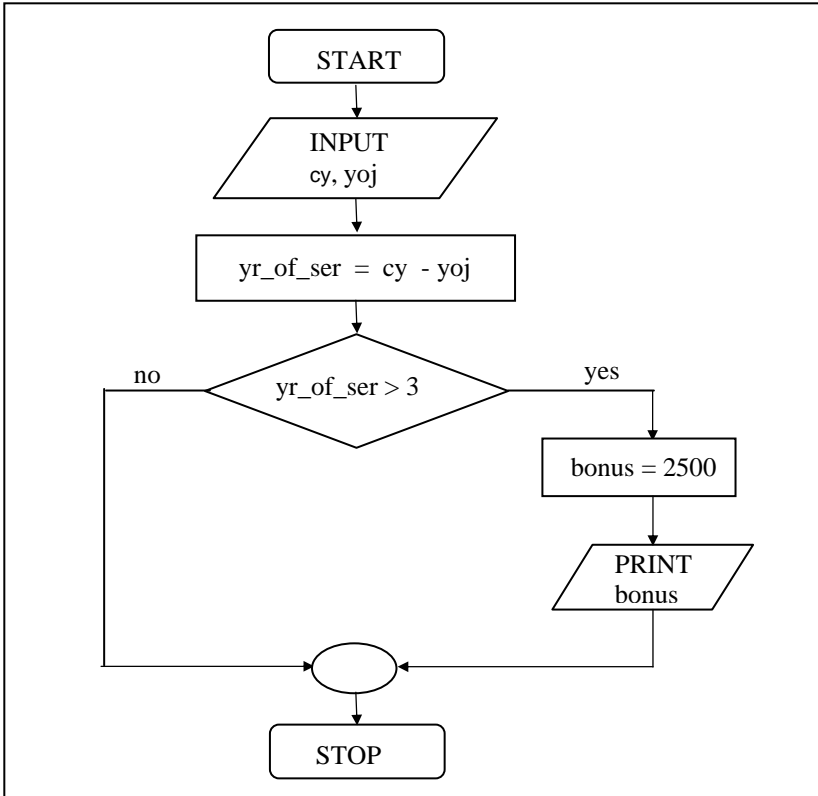 START
INPUT
cy, yoj
yr_of_ser = cy - yoj
no
yr_of_ser > 3
yes
bonus = 2500
PRINT
bonus
STOP